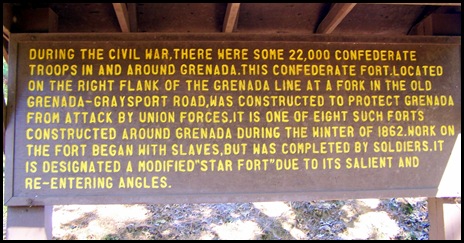 DURING THE CIVIL WAR,THERE WERE SOME 22,000 CONFEDERATE
TROOPS IN AND AROUND GRENADA.THIS CONFEDERATE FORT,LOCATED
ON THE RIGHT FLANK OF THE GRENADA LINE AT A FORK IN THE OLD
GRENADA-GRAYSPORT ROAD,WAS CONSTRUCTED TO PROTECT GRENADA
FROM ATTACK BY UNION FORCES.IT IS ONE OF EIGHT SUCH FORTS
CONSTRUCTED AROUND GRENADA DURING THE WINTER OF 1862.WORK ON
THE FORT BEGAN WITH SLAVES,BUT WAS COMPLETED BY SOLDIERS.IT
IS DESIGNATED A MODIFIED"STAR FORT"DUE TO ITS SALIENT AND
RE-ENTERING ANGLES.